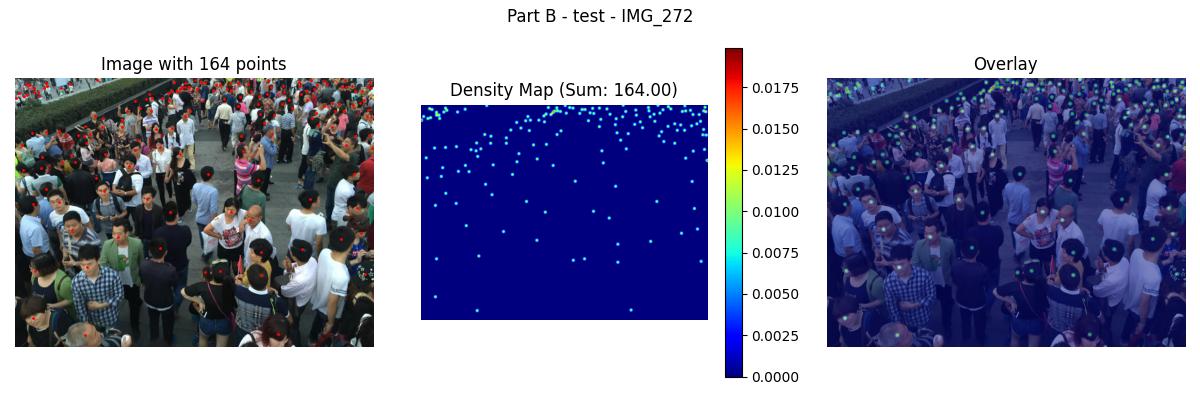 Part B - test - IMG_272
Image with 164 points
Density Map (Sum: 164.00)
Overlay
0.0175
0.0150
0.0125
0.0100
0.0075
0.0050
0.0025
0.0000